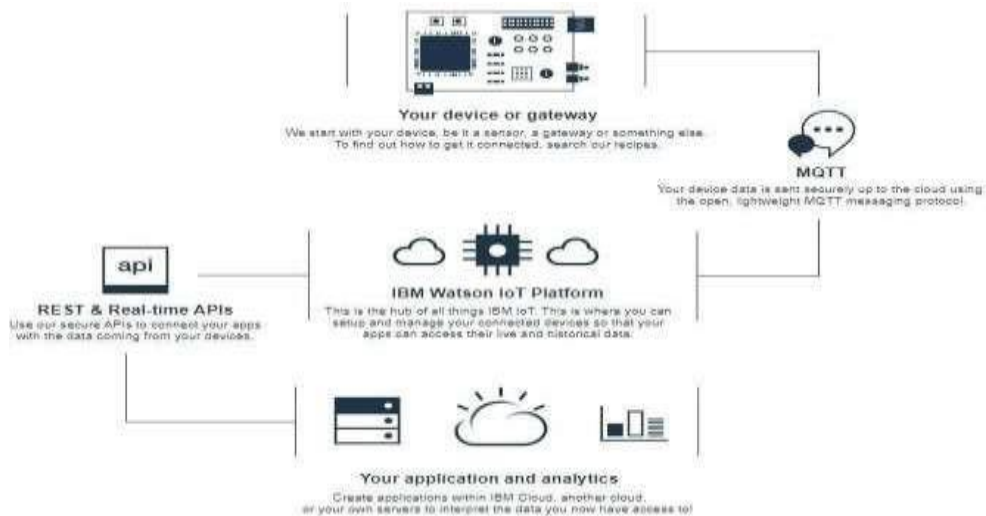 Your device or gateway
We start with your device, be it a sensor, a gateway or something else.
To find out how to get it connected, search our recipes.
MQTT
Your device data is sent securely up to the cloud using
the open, lightweight MQTT messaging protocol
api
REST & Real-time APIs
Use our secure APIs to connect your apps
with the data coming from your devices.
IBM Watson IoT Platform
This is the hub of all things IBM IoT. This is where you can
setup and manage your connected devices so that your
apps can access their live and historical data.
Your application and analytics
Create applications within IBM Cloud, another cloud,
or your own servers to interpret the data you now have access to!